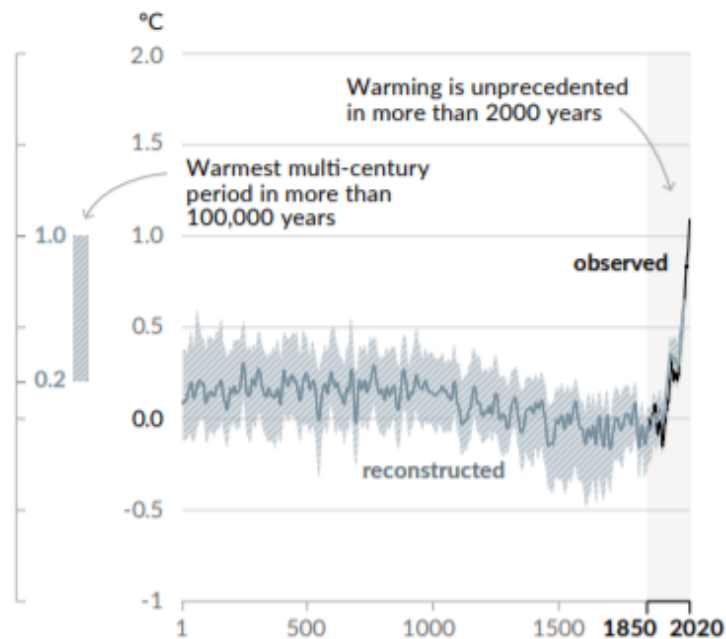 °C
2.0
Warming is unprecedented
in more than 2000 years
1.5
Warmest multi-century
period in more than
100,000 years
1.0
1.0
observed
0.5
0.2
0.0
reconstructed
-0.5
-1
1 500 1000 1500 1850 2020